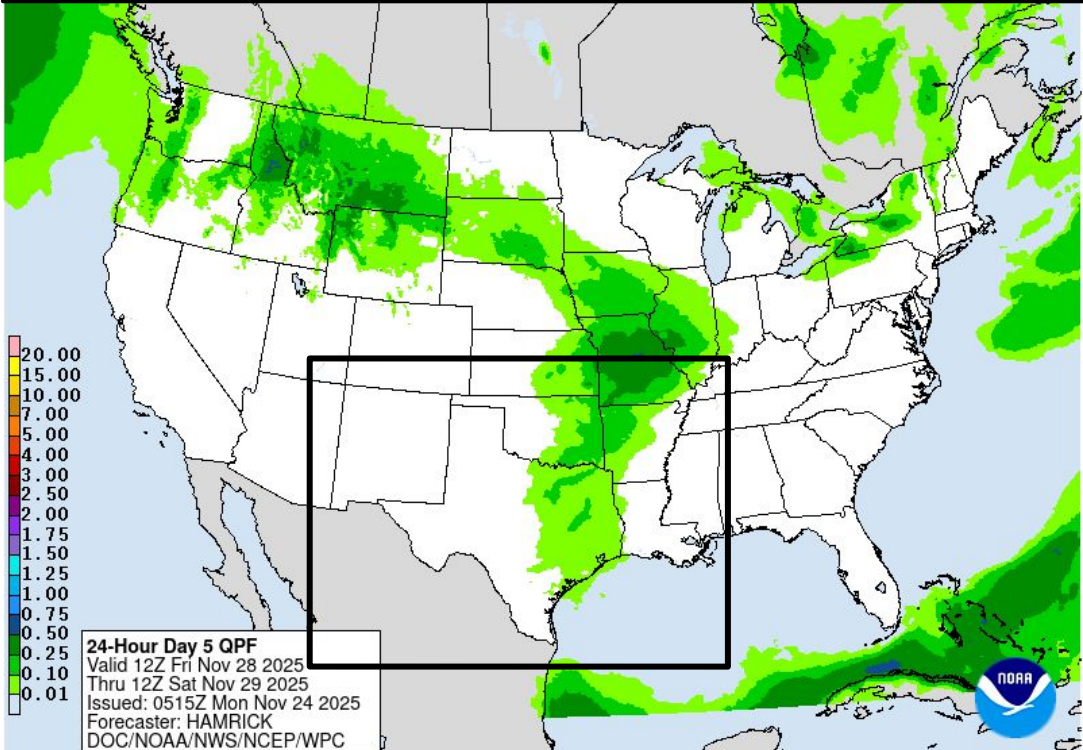 20.00
15.00
10.00
7.00
5.00
4.00
3.00
2.50
2.00
1.75
1.50
1.25
1.00
0.75
0.50
0.25
0.10
0.01
24-Hour Day 5 QPF
Valid 12Z Fri Nov 28 2025
Thru 12Z Sat Nov 29 2025
Issued: 0515Z Mon Nov 24 2025
Forecaster: HAMRICK
DOC/NOAA/NWS/NCEP/WPC
NOAA